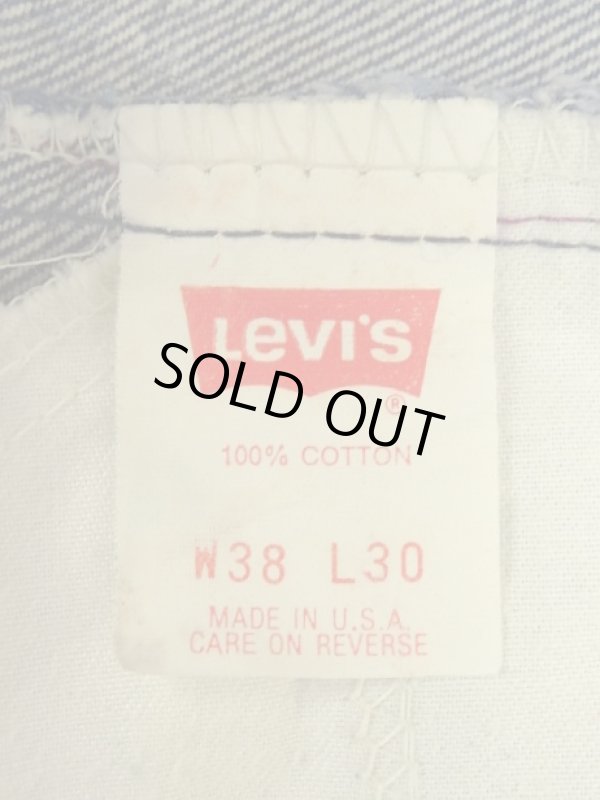 Levi's
®
SOLD OUT
100% COTTON
W38 L30
MADE IN U.S.A.
CARE ON REVERSE